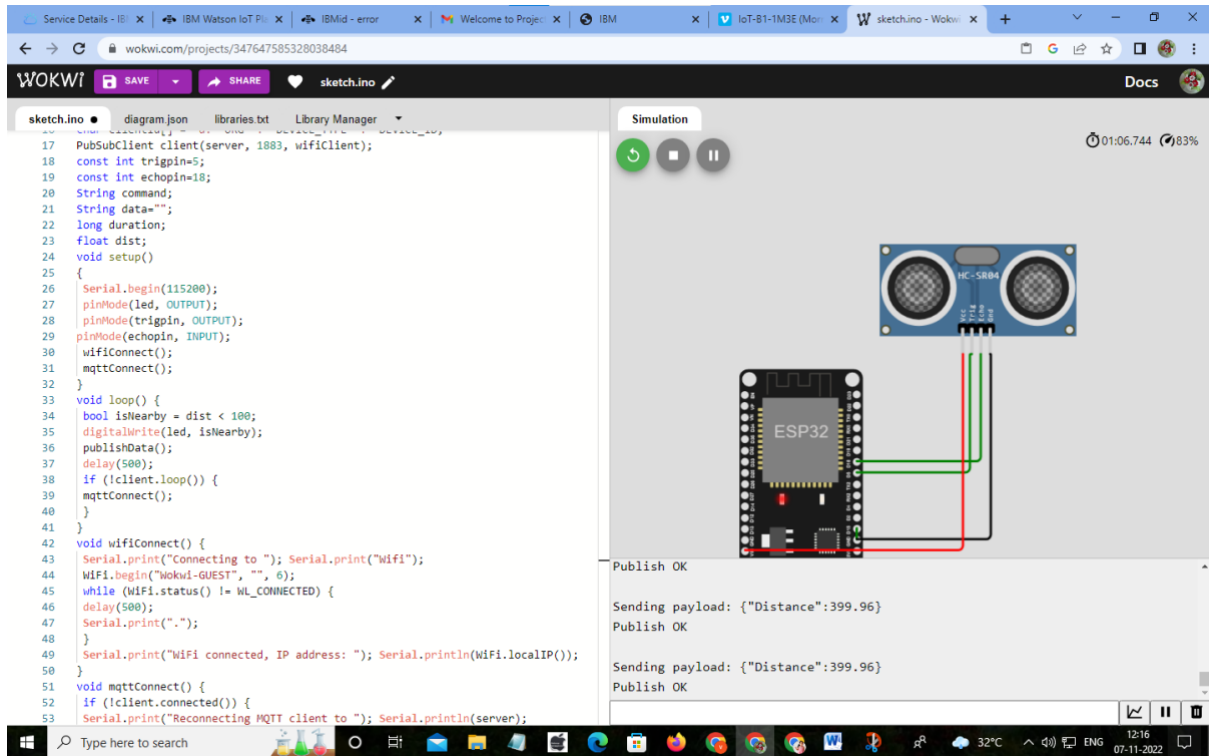 Service Details - IB
IBM Watson IoT Pla
IBMid - error
Welcome to Projec
IBM
IoT-B1-1M3E (Mor
sketch.ino - Wokwi
wokwi.com/projects/347647585328038484
WOKWi
SAVE
SHARE
sketch.ino
Docs
sketch.ino
diagram.json
libraries.txt
Library Manager
Simulation
01:06.744
83%
17 PubSubClient client(server, 1883, wifiClient);
18 const int trigpin=5;
19 const int echopin=18;
20 String command;
21 String data="";
22 long duration;
23 float dist;
24 void setup()
25 {
26 Serial.begin(115200);
27 pinMode(led, OUTPUT);
28 pinMode(trigpin, OUTPUT);
29 pinMode(echopin, INPUT);
30 wifiConnect();
31 mqttConnect();
32 }
33 void loop() {
34 bool isNearby = dist < 100;
35 digitalWrite(led, isNearby);
36 publishData();
37 delay(500);
38 if (!client.loop()) {
39 mqttConnect();
40 }
41 }
42 void wifiConnect() {
43 Serial.print("Connecting to "); Serial.print("Wifi");
44 WiFi.begin("Wokwi-GUEST", "", 6);
45 while (WiFi.status() != WL_CONNECTED) {
46 delay(500);
47 Serial.print(".");
48 }
49 Serial.print("WiFi connected, IP address: "); Serial.println(WiFi.localIP());
50 }
51 void mqttConnect() {
52 if (!client.connected()) {
53 Serial.print("Reconnecting MQTT client to "); Serial.println(server);
HC-SR04
Vcc
Trig
Echo
Gnd
ESP32
Publish OK
Sending payload: {"Distance":399.96}
Publish OK
Sending payload: {"Distance":399.96}
Publish OK
Type here to search
32°C
ENG
12:16
07-11-2022